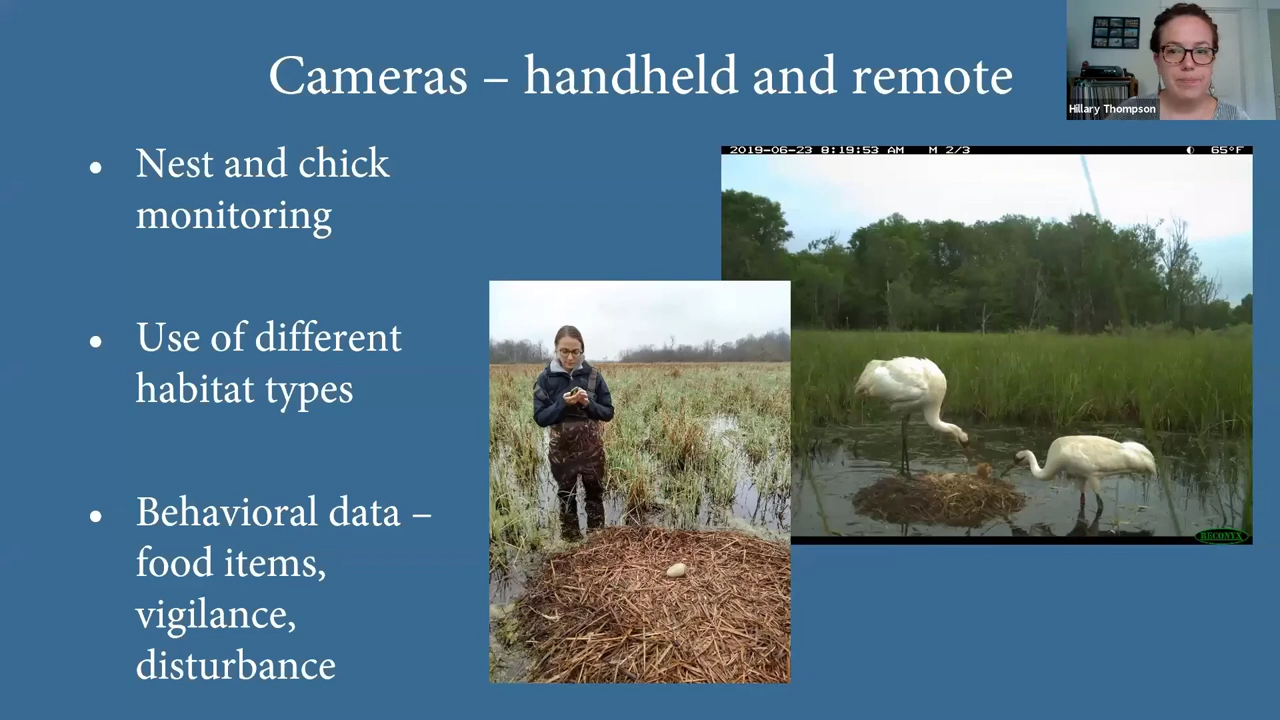 Cameras – handheld and remote
Hillary Thompson
• Nest and chick
monitoring
2019-06-23 8:19:53 AM M 2/3 65°F
• Use of different
habitat types
• Behavioral data –
food items,
vigilance,
disturbance
RECONYX